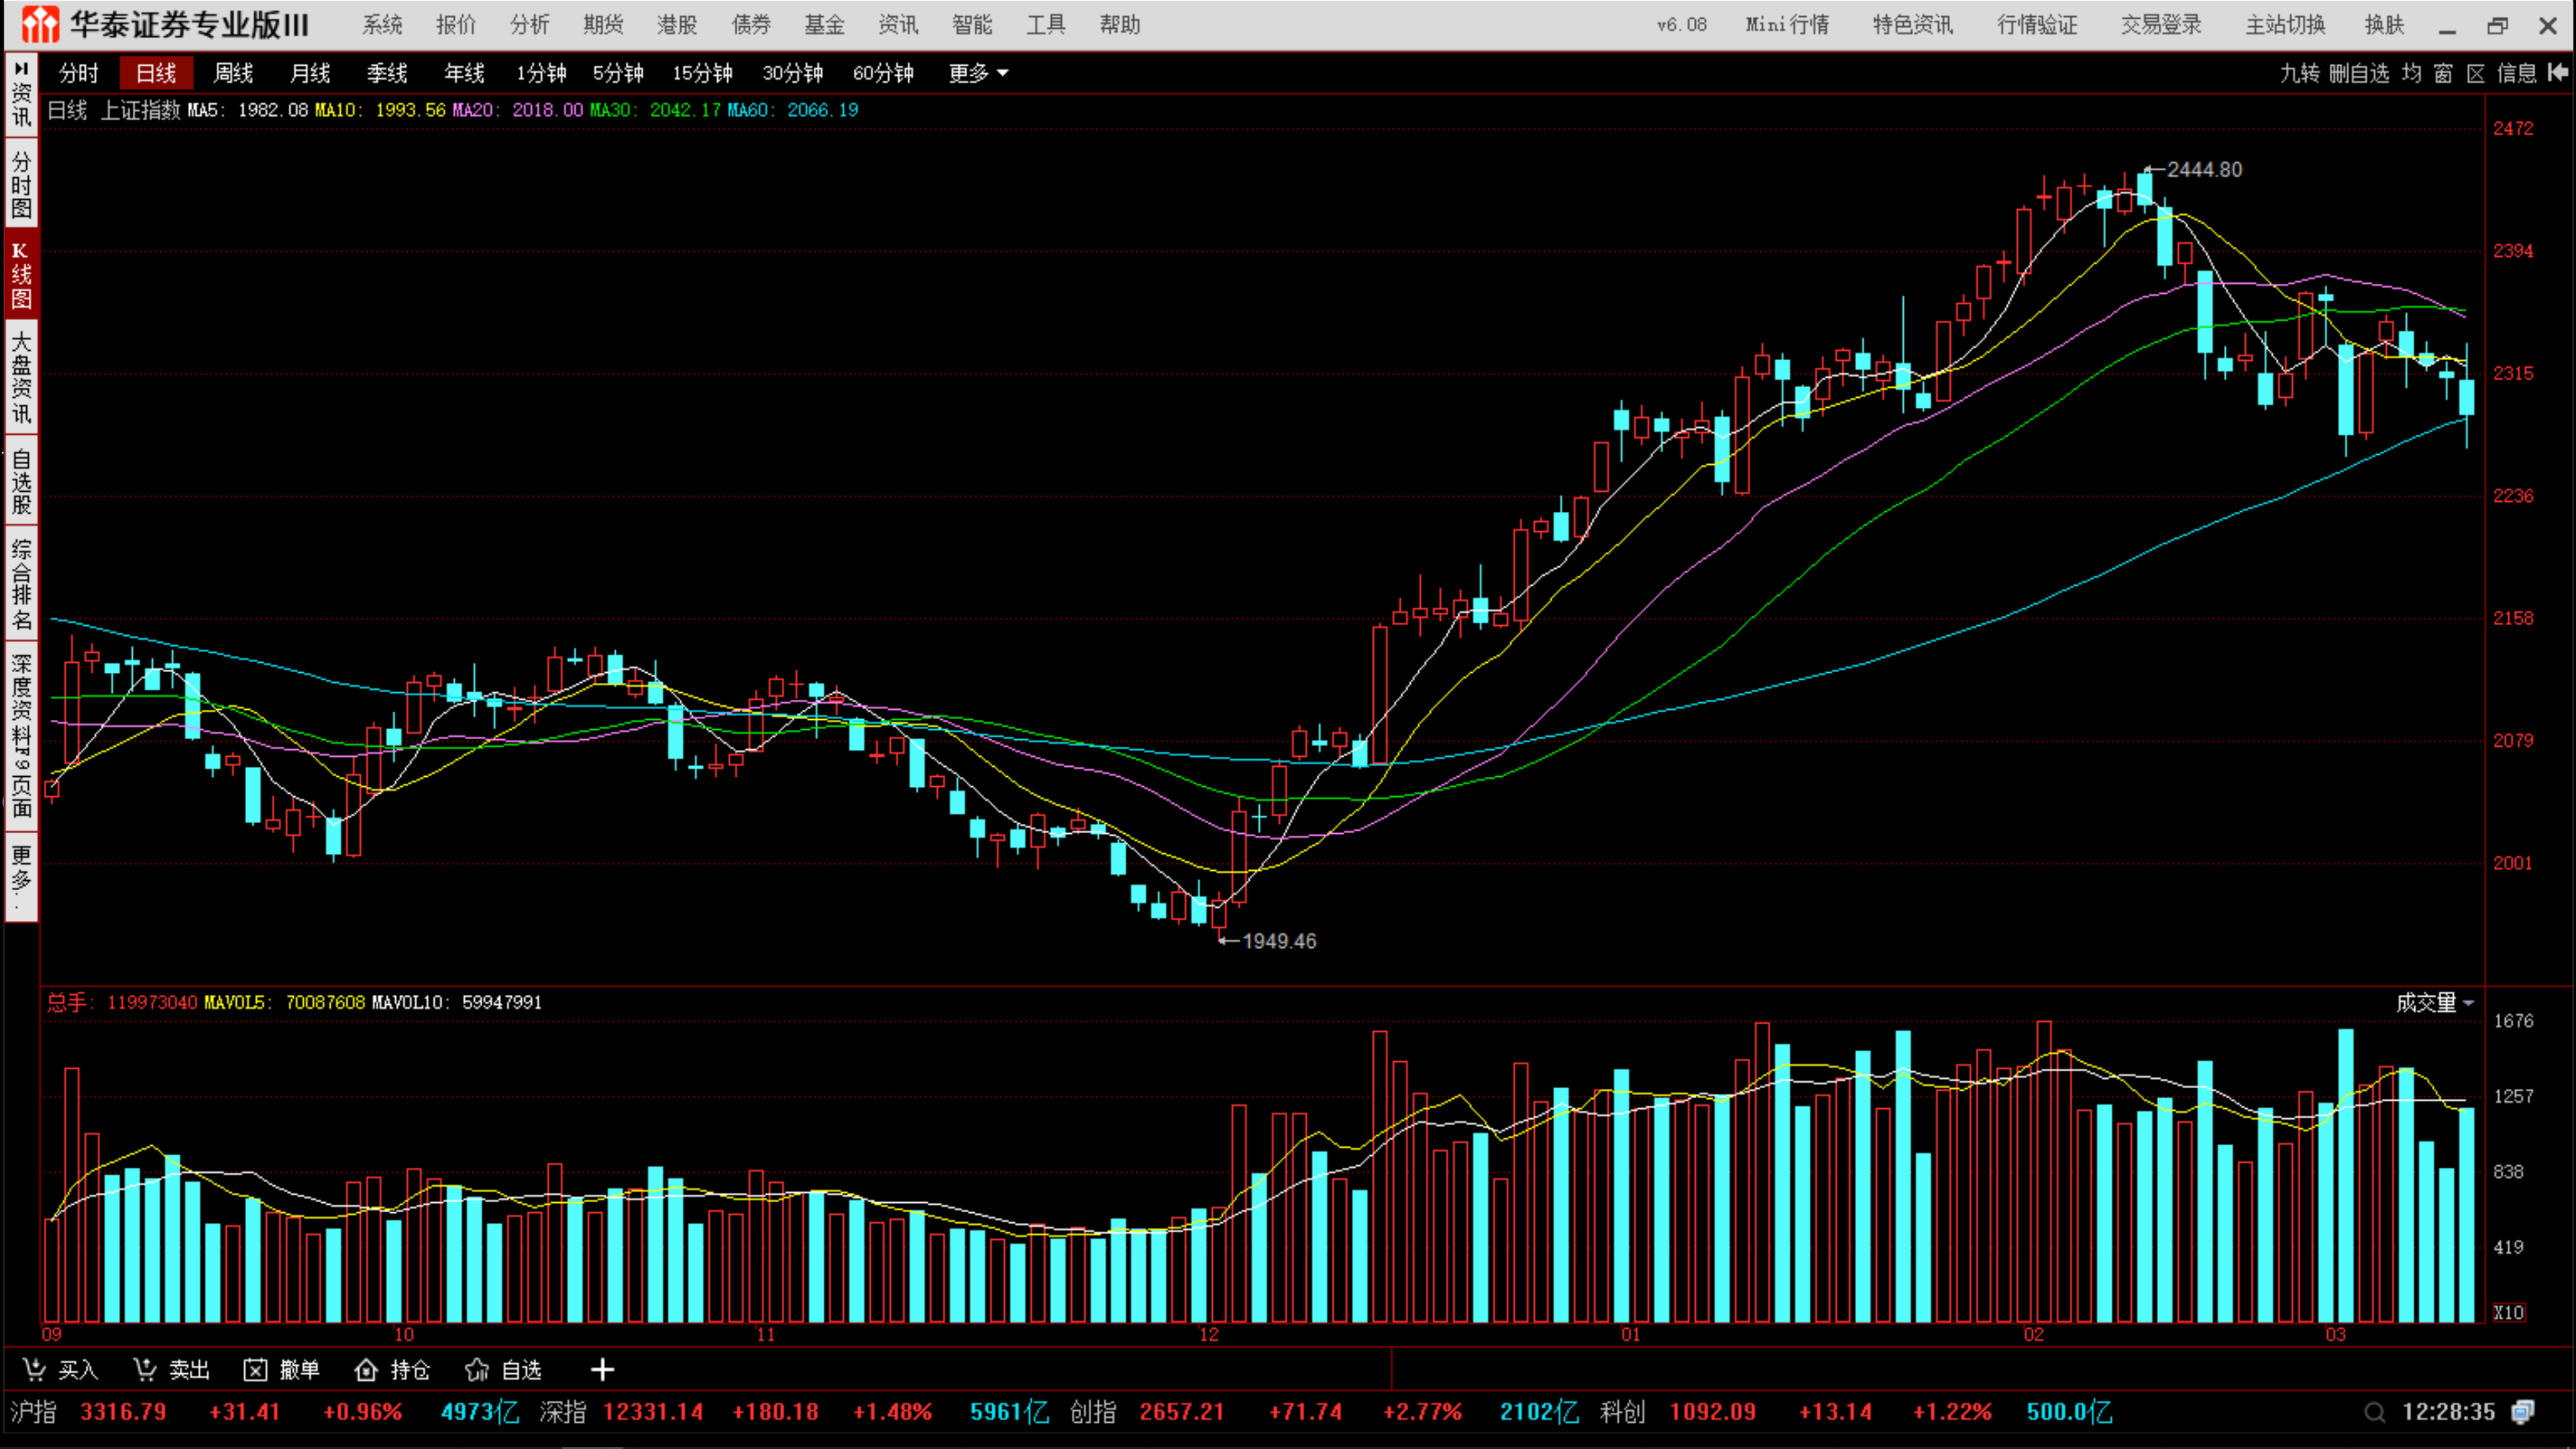 华泰证券专业版III 系统 报价 分析 期货 港股 债券 基金 资讯 智能 工具 帮助 v6.08 Mini行情 特色资讯 行情验证 交易登录 主站切换 换肤
分时 日线 周线 月线 季线 年线 1分钟 5分钟 15分钟 30分钟 60分钟 更多 九转 删自选 均 窗 区 信息
资讯
分时图
K线图
大盘资讯
自选股
综合排名
深度资料F9页面
更多..
日线 上证指数 MA5: 1982.08 MA10: 1993.56 MA20: 2018.00 MA30: 2042.17 MA60: 2066.19
2472
2444.80
2394
2315
2236
2158
2079
2001
1949.46
总手: 119973040 MAVOL5: 70087608 MAVOL10: 59947991 成交量
1676
1257
838
419
X10
09 10 11 12 01 02 03
买入 卖出 撤单 持仓 自选 +
沪指 3316.79 +31.41 +0.96% 4973亿 深指 12331.14 +180.18 +1.48% 5961亿 创指 2657.21 +71.74 +2.77% 2102亿 科创 1092.09 +13.14 +1.22% 500.0亿 12:28:35